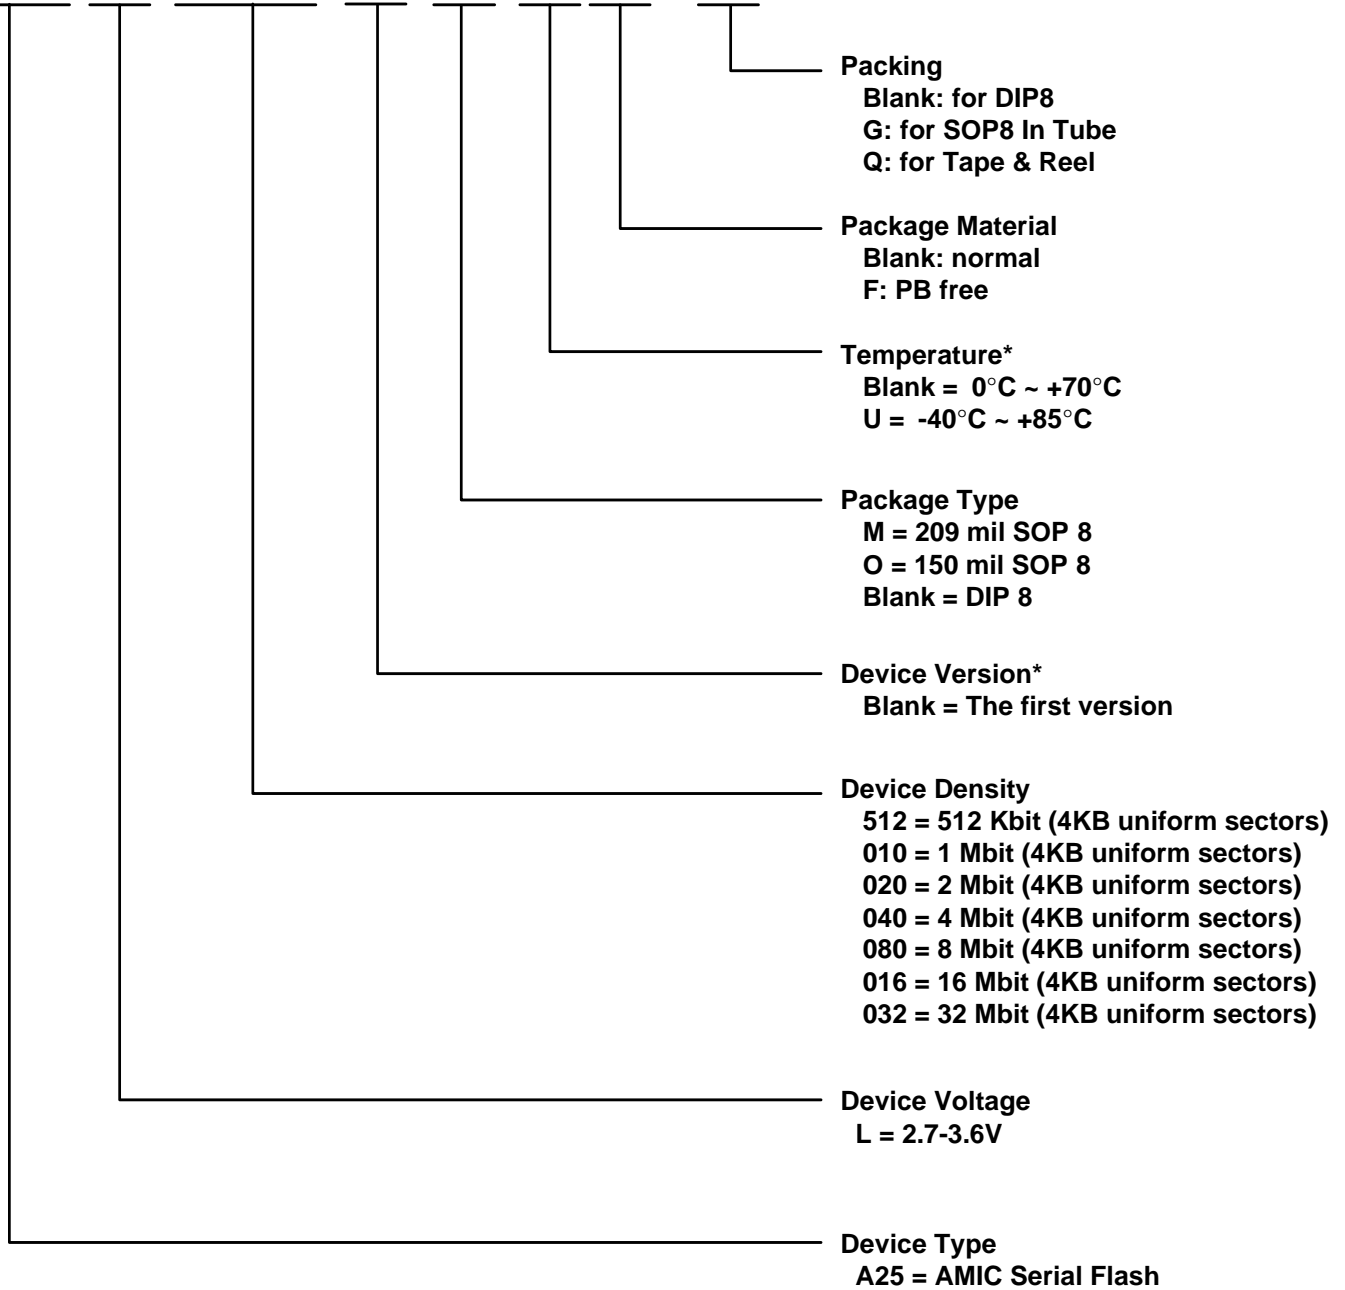 Packing
Blank: for DIP8
G: for SOP8 In Tube
Q: for Tape & Reel
Package Material
Blank: normal
F: PB free
Temperature*
Blank = 0°C ~ +70°C
U = -40°C ~ +85°C
Package Type
M = 209 mil SOP 8
O = 150 mil SOP 8
Blank = DIP 8
Device Version*
Blank = The first version
Device Density
512 = 512 Kbit (4KB uniform sectors)
010 = 1 Mbit (4KB uniform sectors)
020 = 2 Mbit (4KB uniform sectors)
040 = 4 Mbit (4KB uniform sectors)
080 = 8 Mbit (4KB uniform sectors)
016 = 16 Mbit (4KB uniform sectors)
032 = 32 Mbit (4KB uniform sectors)
Device Voltage
L = 2.7-3.6V
Device Type
A25 = AMIC Serial Flash